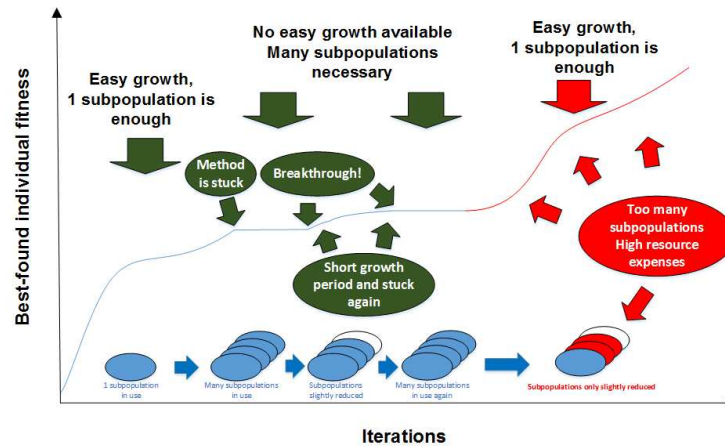 No easy growth available
Many subpopulations
necessary
Easy growth,
1 subpopulation is
enough
Easy growth,
1 subpopulation is
enough
Method
is stuck
Breakthrough!
Too many
subpopulations
High resource
expenses
Short growth
period and stuck
again
Best-found individual fitness
1 subpopulation
in use
Many subpopulations
in use
Subpopulations
slightly reduced
Many subpopulations
in use again
Subpopulations only slightly reduced
Iterations